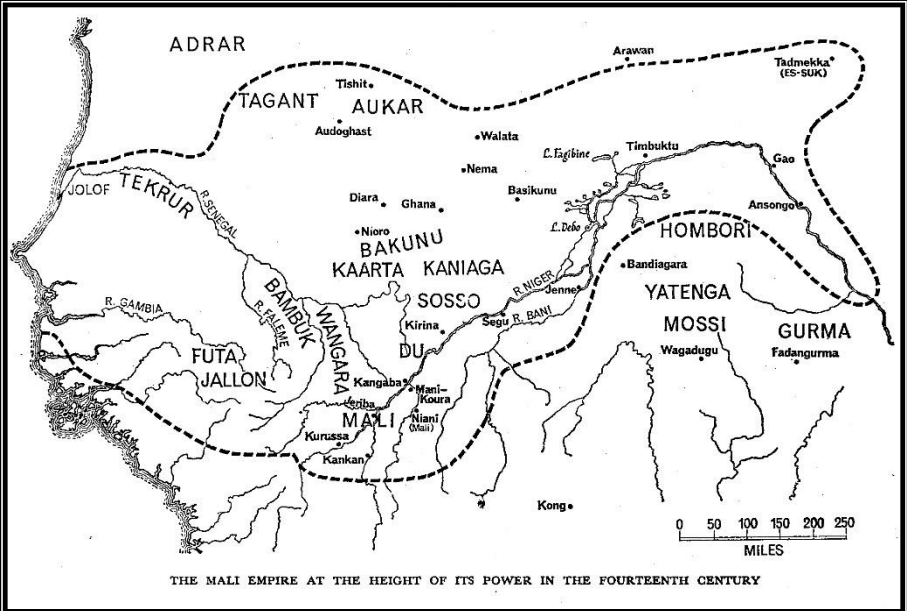 ADRAR
Arawan
Tadmekka
(ES-SUK)
Tishit
TAGANT
AUKAR
Audoghast
Walata
L. Fagibine
Timbuktu
Gao
Nema
JOLOF
TEKRUR
R. SENEGAL
Diara
Ghana
Basikunu
Ansongo
L. Debo
HOMBORI
Nioro
BAKUNU
KAARTA
KANIAGA
Bandiagara
BAMBUK
R. FALEME
WANGARA
SOSSO
R. NIGER
Jenne
YATENGA
R. GAMBIA
Kirina
Segu
R. BANI
MOSSI
GURMA
FUTA
JALLON
DU
Wagadugu
Fadangurma
Kangaba
Mani-
Koura
MALI
Niani
(Mali)
Kurussa
Kankan
Kong
0 50 100 150 200 250
MILES
THE MALI EMPIRE AT THE HEIGHT OF ITS POWER IN THE FOURTEENTH CENTURY